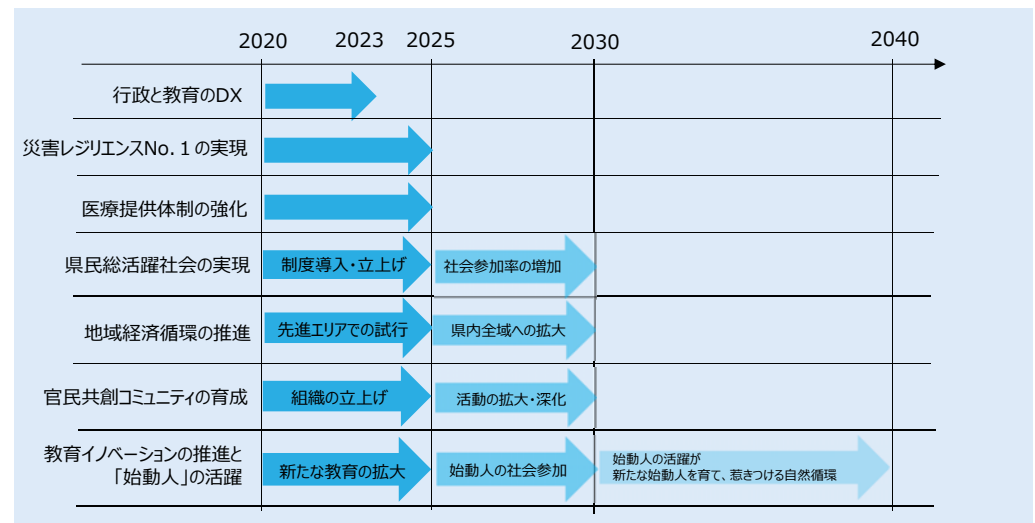 2020 2023 2025 2030 2040
行政と教育のDX
災害レジリエンスNo.１の実現
医療提供体制の強化
県民総活躍社会の実現 制度導入・立上げ 社会参加率の増加
地域経済循環の推進 先進エリアでの試行 県内全域への拡大
官民共創コミュニティの育成 組織の立上げ 活動の拡大・深化
教育イノベーションの推進と
「始動人」の活躍 新たな教育の拡大 始動人の社会参加
始動人の活躍が
新たな始動人を育て、惹きつける自然循環